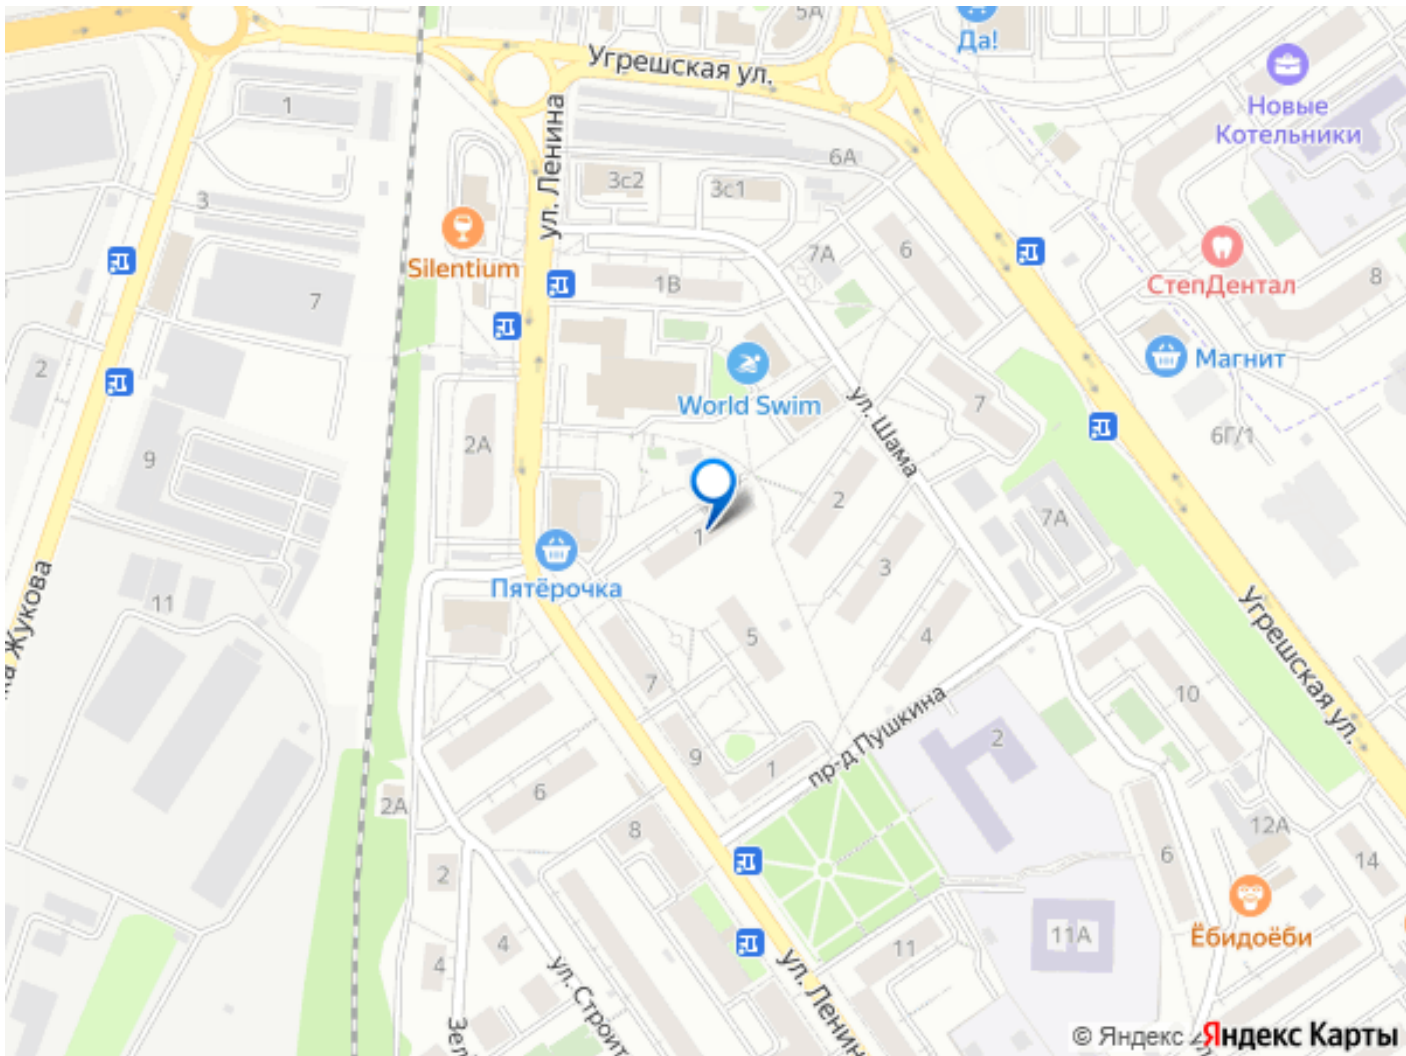 5А
Да!
Угрешская ул.
Новые
Котельники
1
ул. Ленина
6А
3с2
3с1
3
Silentium
7А
6
СтепДентал
8
1В
7
2
World Swim
Магнит
7
ул. Шама
6Г/1
2А
9
2
7А
1
Пятёрочка
3
11
ка Жукова
5
4
Угрешская ул.
7
10
пр-д Пушкина
2
9
1
6
2А
8
12А
6
14
2
11А
Ёбидоёби
4
11
4
ул. Строит
ул. Ленин
Зел
© Яндекс Яндекс Карты